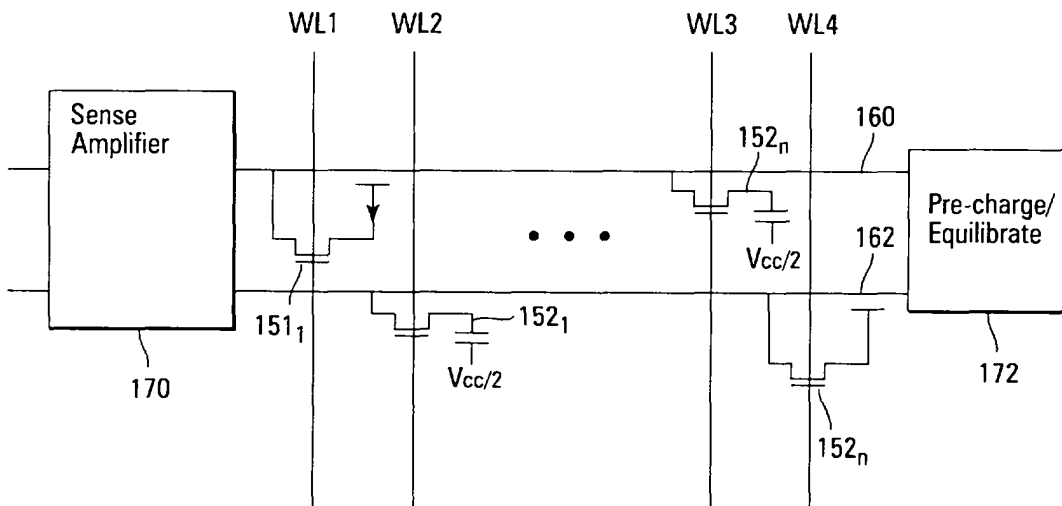 WL1 WL2 WL3 WL4
Sense
Amplifier
152n
160
Pre-charge/
Equilibrate
Vcc/2
162
151₁
152₁
Vcc/2
170
172
152n